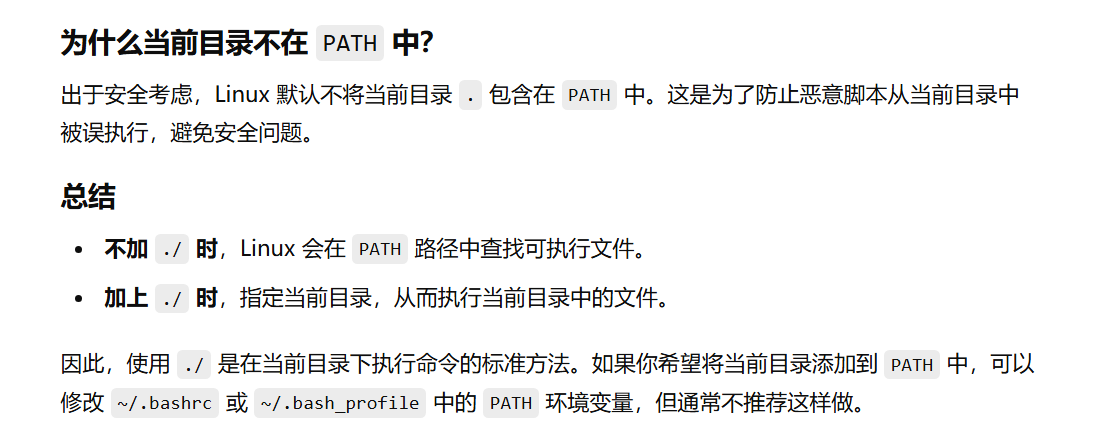 为什么当前目录不在 PATH 中？
出于安全考虑，Linux 默认不将当前目录 . 包含在 PATH 中。这是为了防止恶意脚本从当前目录中
被误执行，避免安全问题。
总结
• 不加 ./ 时，Linux 会在 PATH 路径中查找可执行文件。
• 加上 ./ 时，指定当前目录，从而执行当前目录中的文件。
因此，使用 ./ 是在当前目录下执行命令的标准方法。如果你希望将当前目录添加到 PATH 中，可以
修改 ~/.bashrc 或 ~/.bash_profile 中的 PATH 环境变量，但通常不推荐这样做。